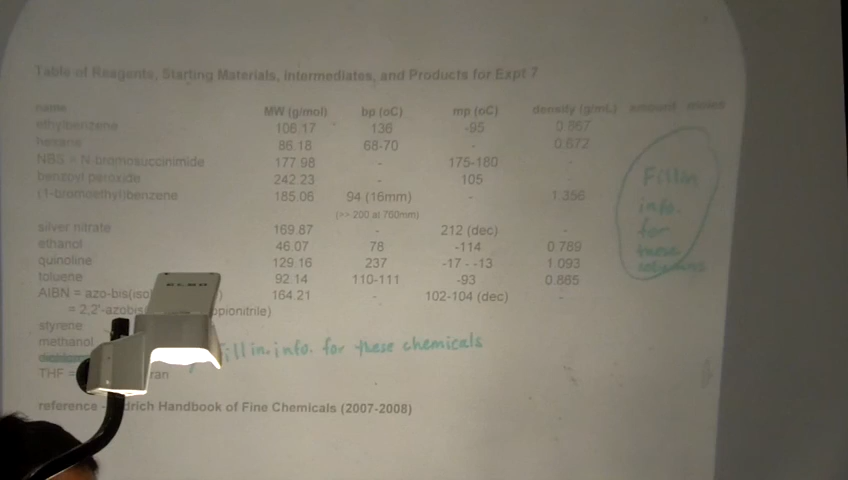 Table of Reagents, Starting Materials, Intermediates, and Products for Expt 7
name MW (g/mol) bp (oC) mp (oC) density (g/mL) amount moles
ethylbenzene 106.17 136 -95 0.867
hexane 86.18 68-70 - 0.672
NBS = N-bromosuccinimide 177.98 - 175-180 -
benzoyl peroxide 242.23 - 105 -
(1-bromoethyl)benzene 185.06 94 (16mm) - 1.356
(>> 200 at 760mm)
silver nitrate 169.87 - 212 (dec) -
ethanol 46.07 78 -114 0.789
quinoline 129.16 237 -17 - -13 1.093
toluene 92.14 110-111 -93 0.865
AIBN = azo-bis(iso ) 164.21 - 102-104 (dec) -
= 2,2'-azobis opionitrile)
styrene
methanol
fill in info. for these chemicals
THF = ran
reference - drich Handbook of Fine Chemicals (2007-2008)
Fill in
info.
for
these
columns
ELMO